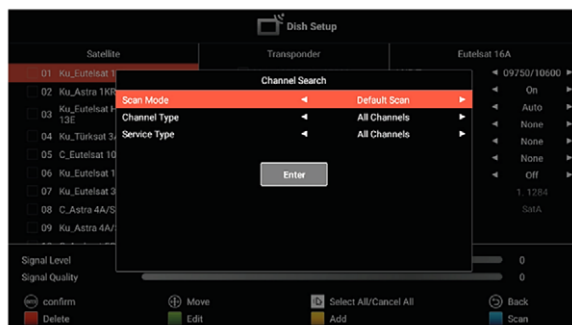 Dish Setup
Satellite Transponder Eutelsat 16A
01 Ku_Eutelsat 1 09750/10600
Channel Search
02 Ku_Astra 1KR On
Scan Mode Default Scan
03 Ku_Eutelsat H 13E Auto
Channel Type All Channels
None
04 Ku_Türksat 3
Service Type All Channels
None
05 C_Eutelsat 10 None
06 Ku_Eutelsat 1 Off
Enter
07 Ku_Eutelsat 3 1. 1284
08 C_Astra 4A/S SatA
09 Ku_Astra 4A/
Signal Level 0
Signal Quality 0
confirm Move Select All/Cancel All Back
Delete Edit Add Scan